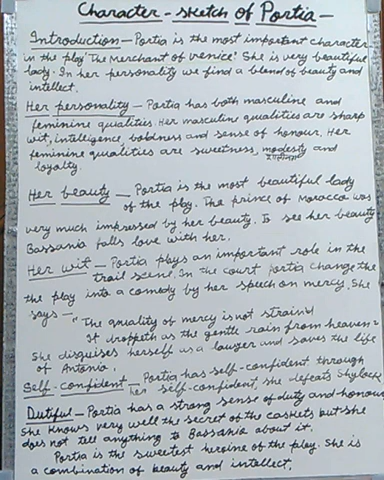 Character - sketch of Portia -
Introduction - Portia is the most important character
in the play 'The Merchant of venice! She is very beautiful
lady. In her personality we find a blend of beauty and
intellect.
Her personality - Portia has both masculine and
feminine qualities. Her masculine qualities are sharp
wit, intelligence, boldness and sense of honour. Her
feminine qualities are sweetness, modesty and
loyalty.
Her beauty - Portia is the most beautiful lady
of the play. The prince of Morocco was
very much impressed by her beauty. To see her beauty
Bassania falls love with her.
Her wit - Portia plays an important role in the
trail scene. In the court portia change the
the play into a comedy by her speech on mercy. She
says - "The quality of mercy is not strains
It droppeth as the gentle rain from heaven"
She disguises herself as a lawyer and saves the life
of Antonia.
Self-confident - Portia has self-confident through
her self-confident, she defeats Shylock
Dutiful - Portia has a strong sense of duty and honour
She knows very well the secret of the caskets but she
does not tell anything to Bassania about it.
Portia is the sweetest heroine of the play. She is
a combination of beauty and intellect.